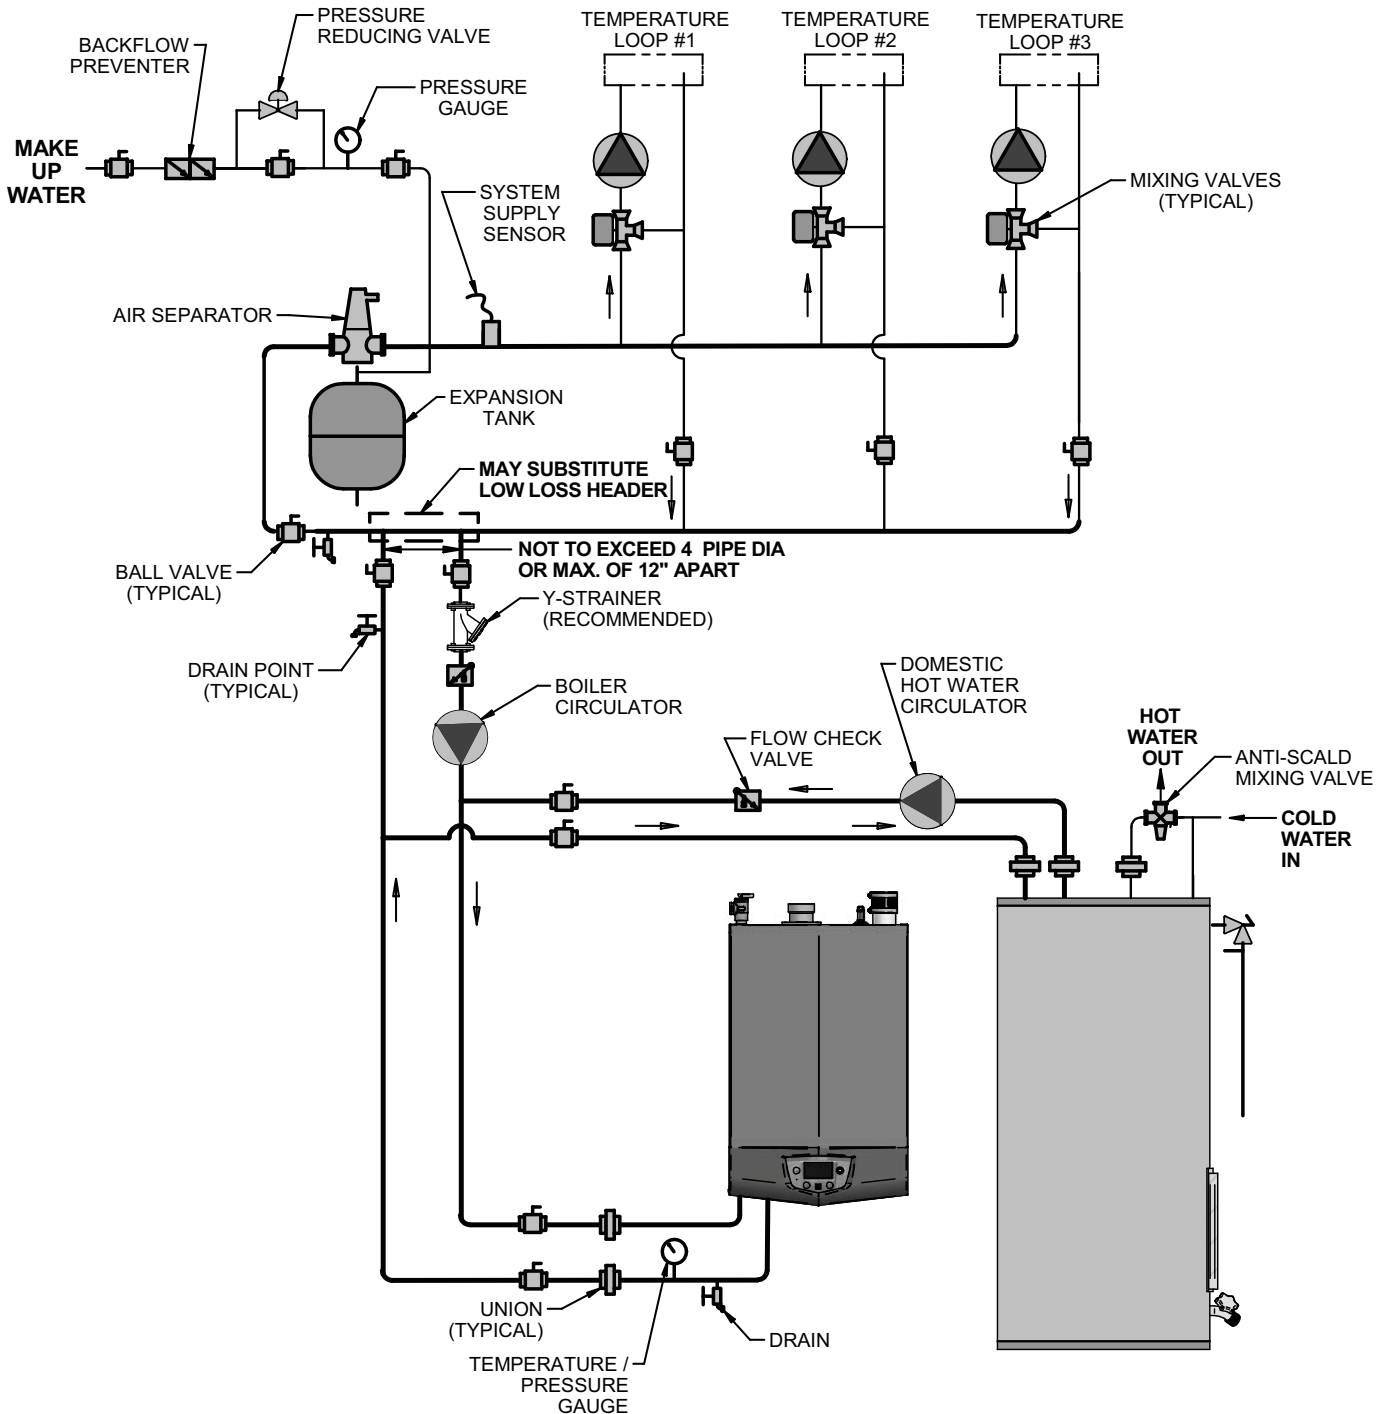 PRESSURE
REDUCING VALVE
BACKFLOW
PREVENTER
PRESSURE
GAUGE
MAKE
UP
WATER
TEMPERATURE
LOOP #1
TEMPERATURE
LOOP #2
TEMPERATURE
LOOP #3
SYSTEM
SUPPLY
SENSOR
MIXING VALVES
(TYPICAL)
AIR SEPARATOR
EXPANSION
TANK
MAY SUBSTITUTE
LOW LOSS HEADER
NOT TO EXCEED 4 PIPE DIA
OR MAX. OF 12" APART
BALL VALVE
(TYPICAL)
Y-STRAINER
(RECOMMENDED)
DRAIN POINT
(TYPICAL)
BOILER
CIRCULATOR
DOMESTIC
HOT WATER
CIRCULATOR
FLOW CHECK
VALVE
HOT
WATER
OUT
ANTI-SCALD
MIXING VALVE
COLD
WATER
IN
UNION
(TYPICAL)
DRAIN
TEMPERATURE /
PRESSURE
GAUGE